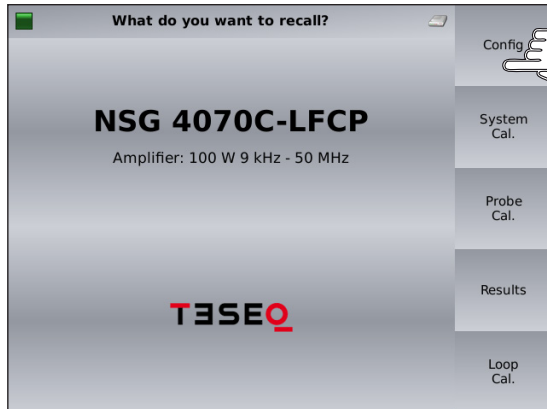 What do you want to recall?
Config
NSG 4070C-LFCP
Amplifier: 100 W 9 kHz - 50 MHz
System
Cal.
Probe
Cal.
Results
TESEQ
Loop
Cal.